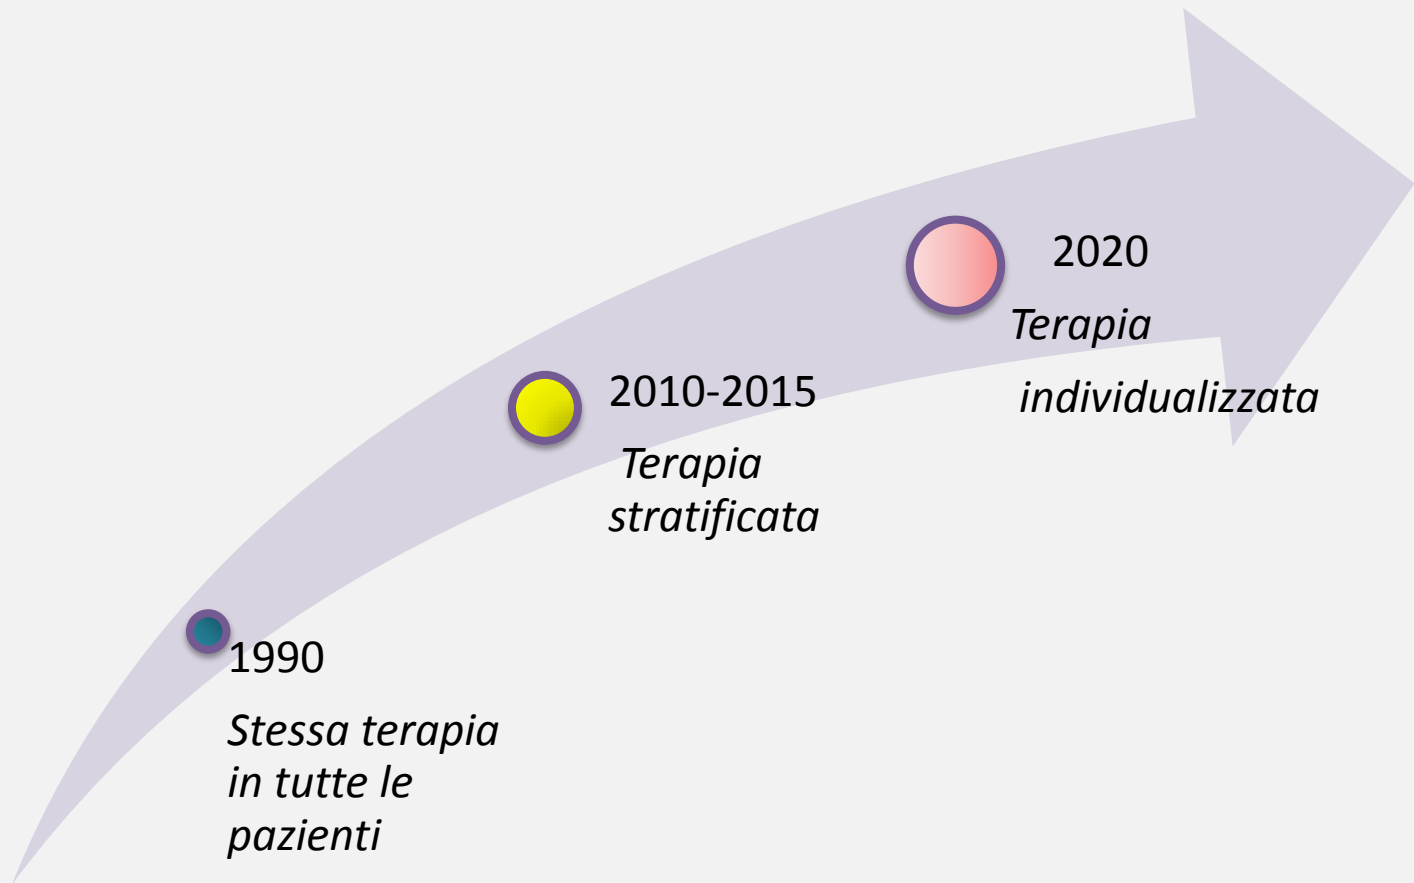 2020
Terapia
individualizzata
2010-2015
Terapia
stratificata
1990
Stessa terapia
in tutte le
pazienti